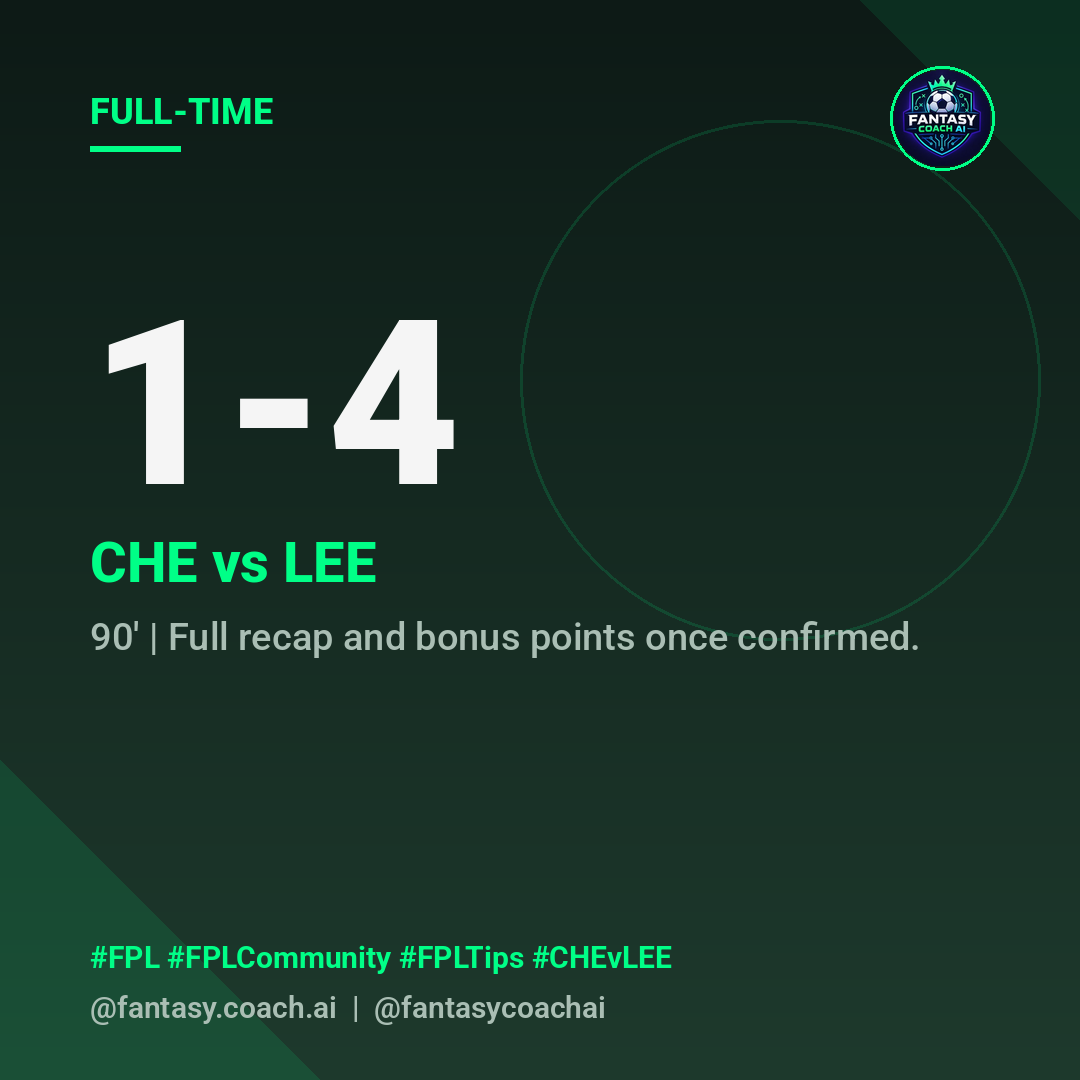 FULL-TIME
FANTASY
COACH AI
1-4
CHE vs LEE
90' | Full recap and bonus points once confirmed.
#FPL #FPLCommunity #FPLTips #CHEvLEE
@fantasy.coach.ai | @fantasycoachai